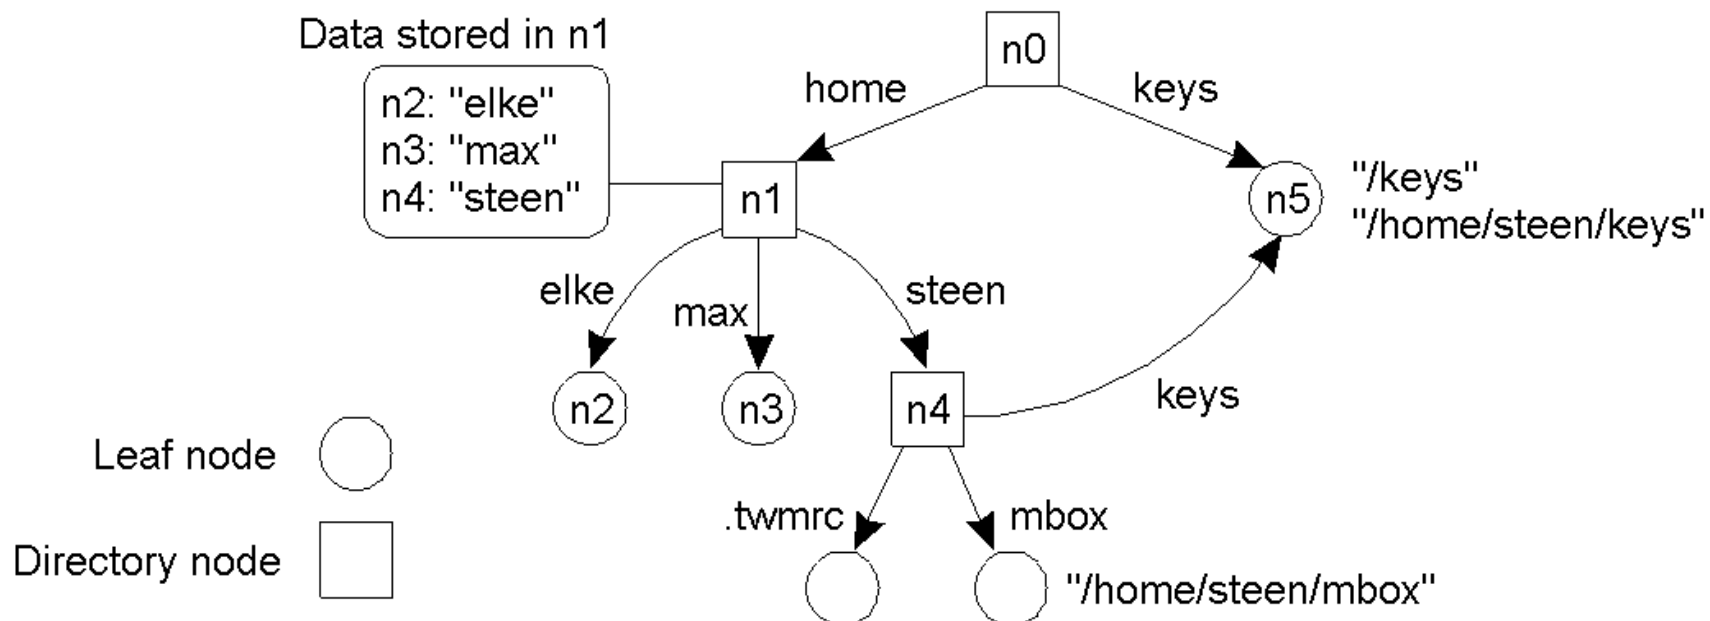 Data stored in n1
n0
home
keys
n2: "elke"
n3: "max"
n4: "steen"
n1
n5
"/keys"
"/home/steen/keys"
elke
max
steen
n2
n3
n4
keys
Leaf node
.twmrc
mbox
Directory node
"/home/steen/mbox"